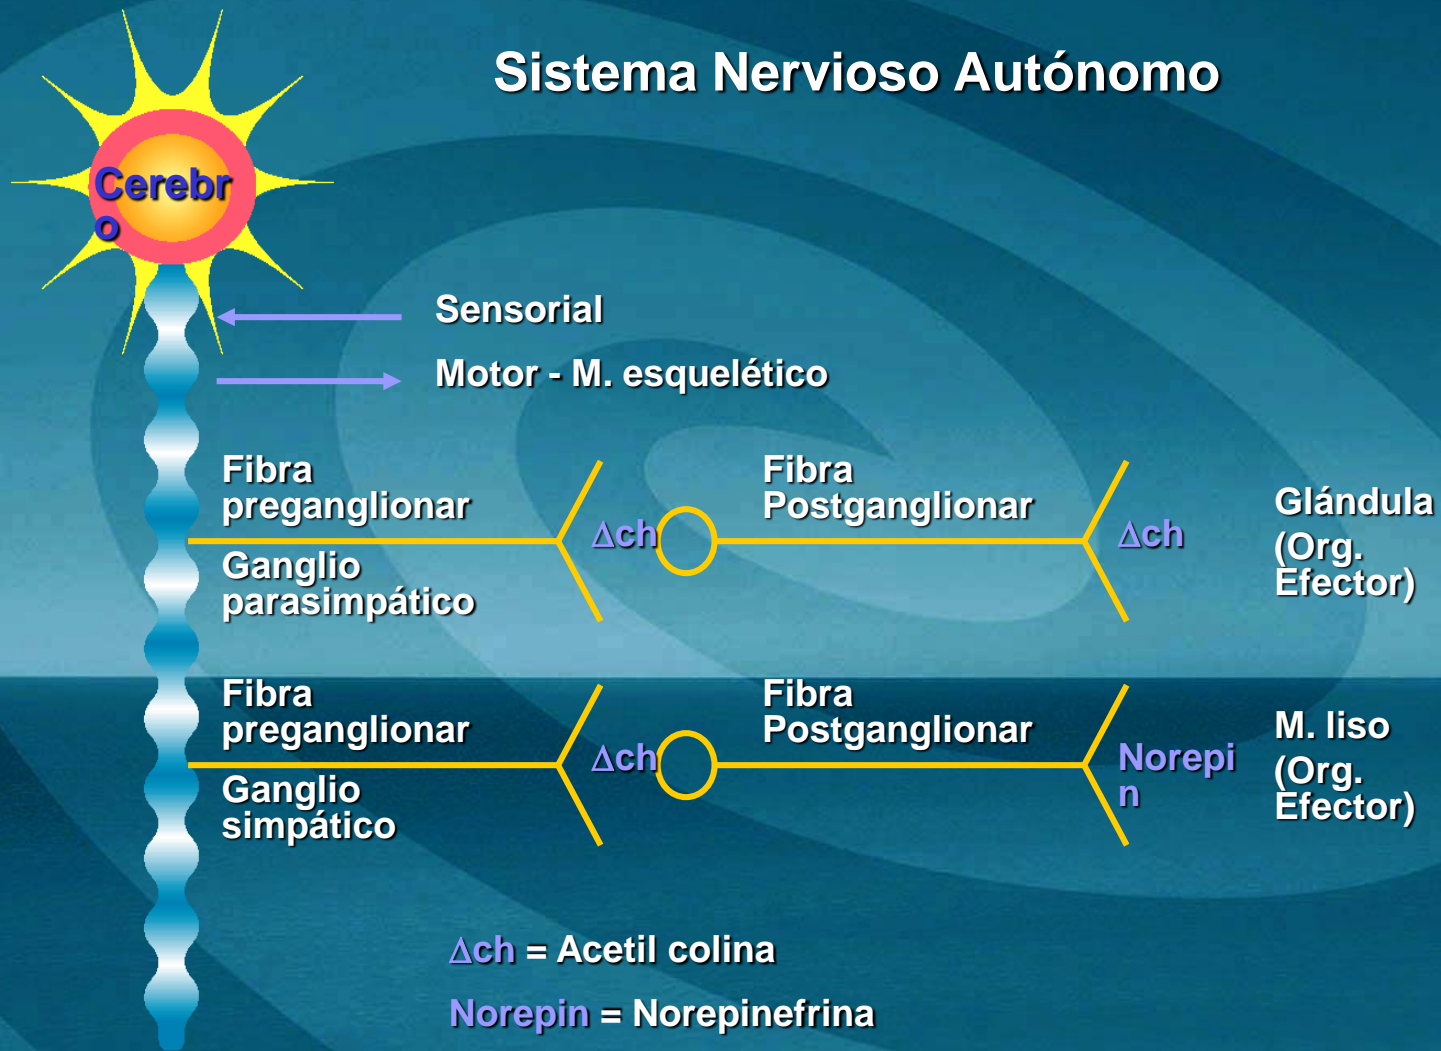 Sistema Nervioso Autónomo
Cerebr
o
Sensorial
Motor - M. esquelético
Fibra
preganglionar
Ganglio
parasimpático
Δch
Fibra
Postganglionar
Δch
Glándula
(Org.
Efector)
Fibra
preganglionar
Ganglio
simpático
Δch
Fibra
Postganglionar
Norepi
n
M. liso
(Org.
Efector)
Δch = Acetil colina
Norepin = Norepinefrina